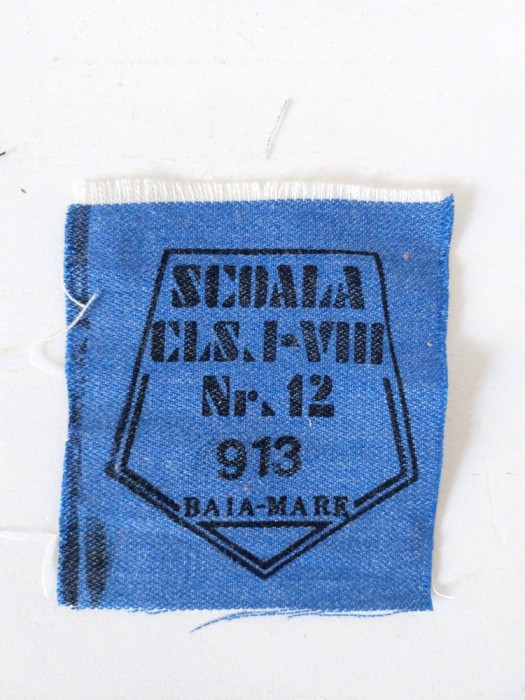 SCOALA
CLS. I-VIII
Nr. 12
913
BAIA-MARE